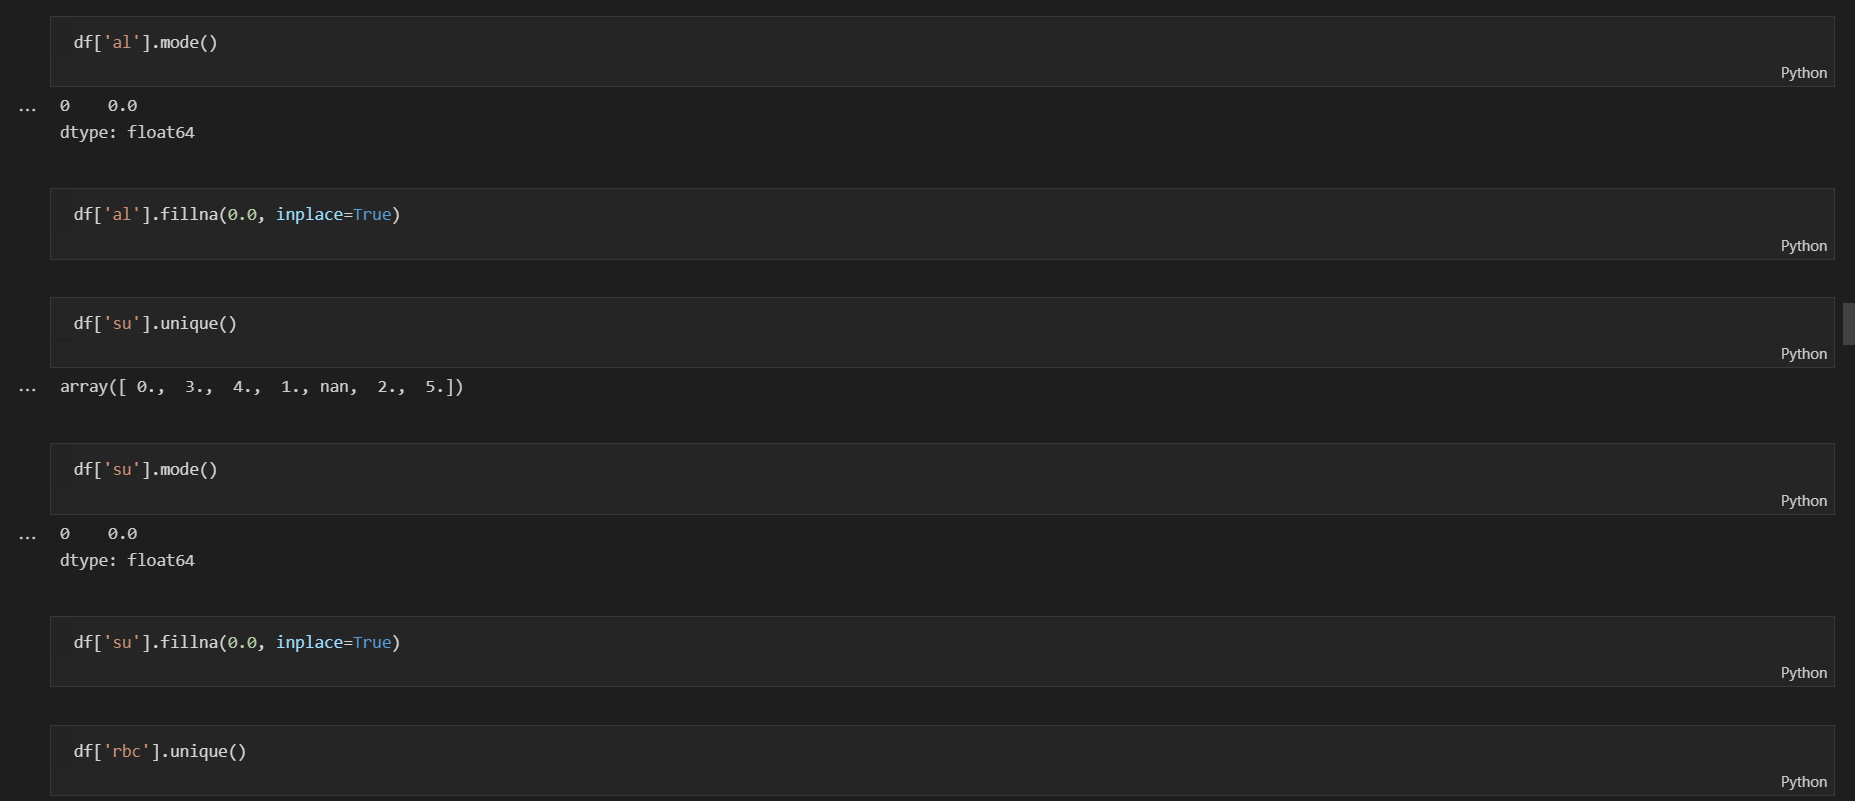 df['al'].mode()
Python
... 0    0.0
dtype: float64
df['al'].fillna(0.0, inplace=True)
Python
df['su'].unique()
Python
... array([ 0.,  3.,  4.,  1., nan,  2.,  5.])
df['su'].mode()
Python
... 0    0.0
dtype: float64
df['su'].fillna(0.0, inplace=True)
Python
df['rbc'].unique()
Python